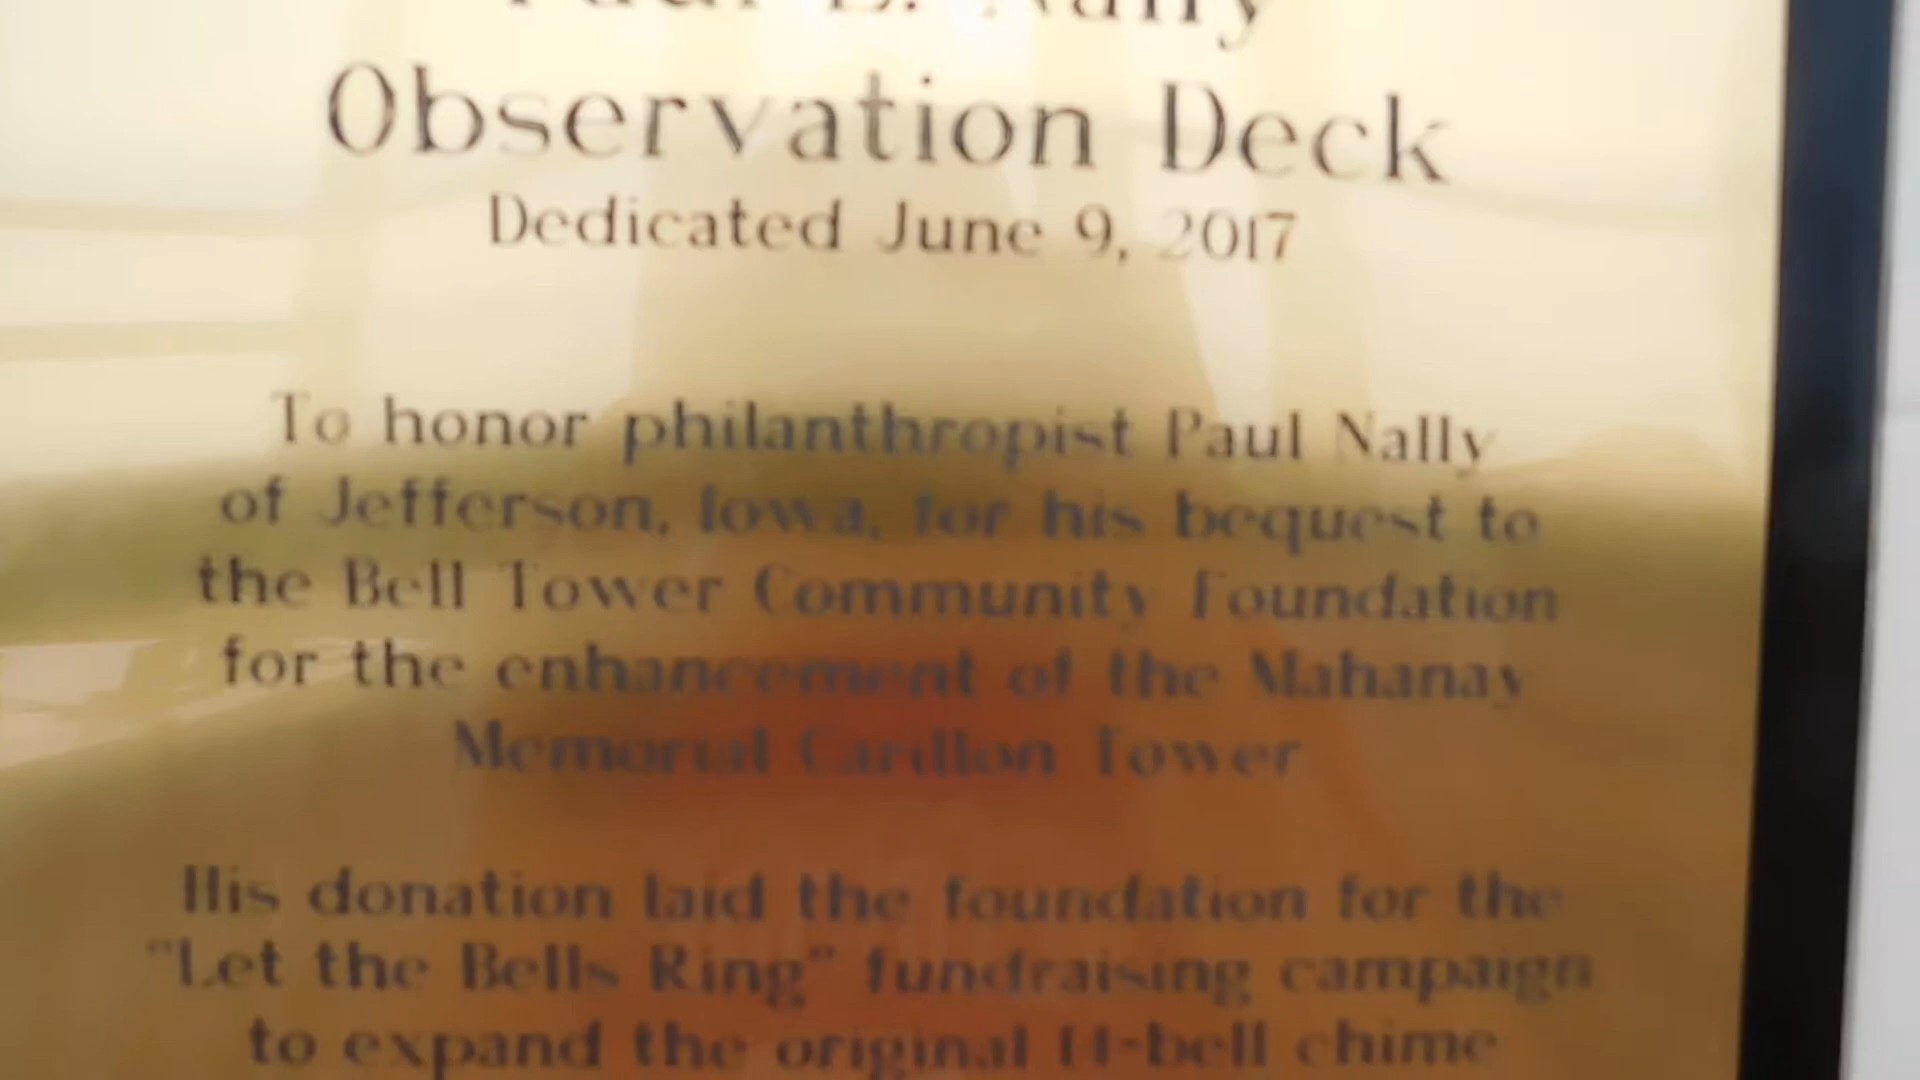 Paul E. Nally
Observation Deck
Dedicated June 9, 2017
To honor philanthropist Paul Nally
of Jefferson, Iowa, for his bequest to
the Bell Tower Community Foundation
for the enhancement of the Mahanay
Memorial Carillon Tower
His donation laid the foundation for the
"Let the Bells Ring" fundraising campaign
to expand the original 14-bell chime